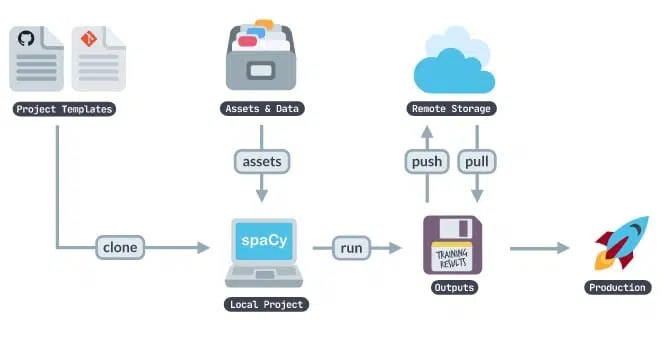 Project Templates
Assets & Data
Remote Storage
assets
push
pull
clone
spaCy
run
TRAINING
RESULTS
Local Project
Outputs
Production